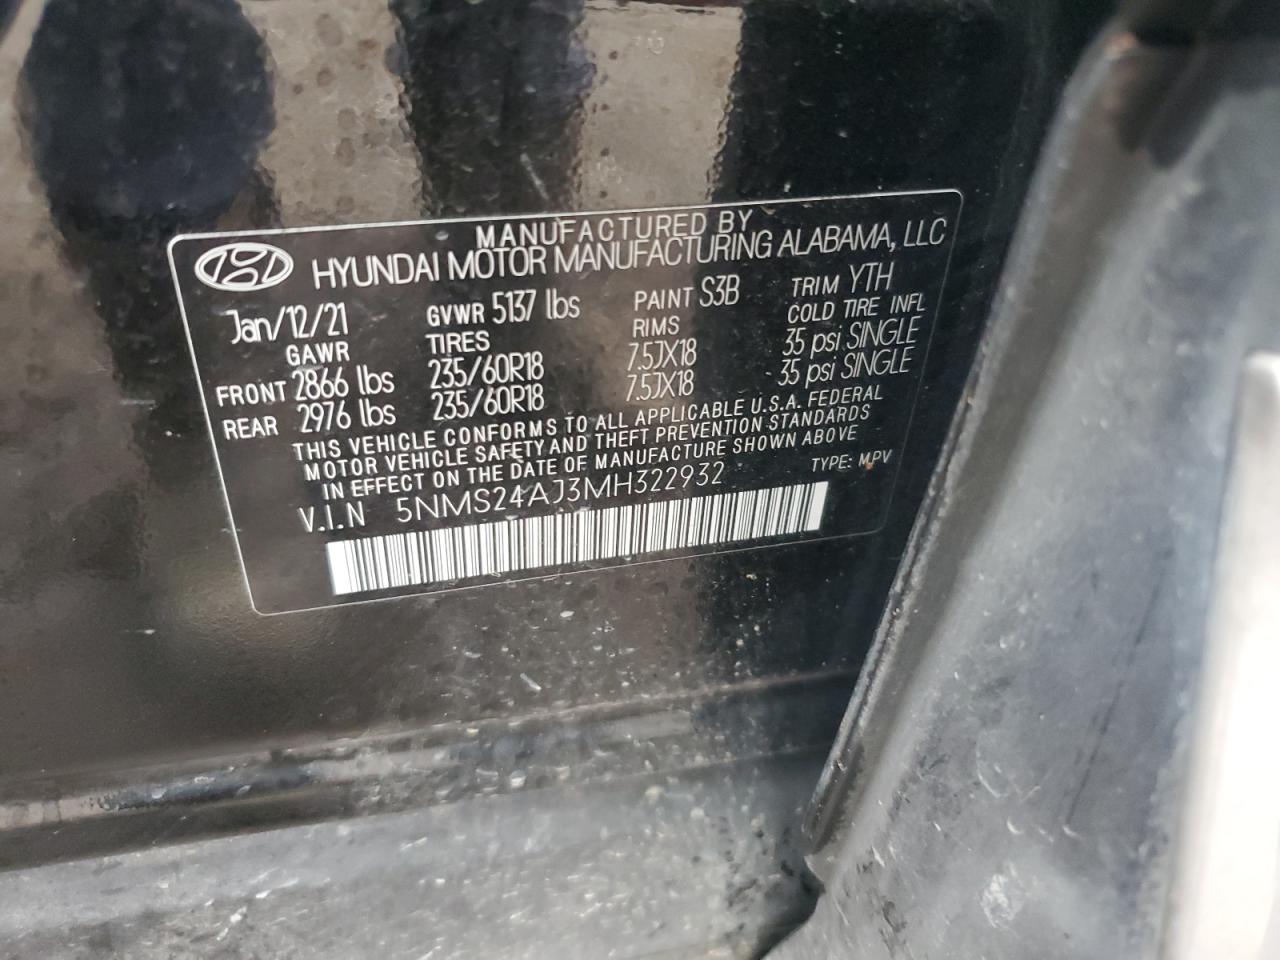 MANUFACTURED BY
HYUNDAI MOTOR MANUFACTURING ALABAMA, LLC
Jan/12/21 GVWR 5137 lbs PAINT S3B TRIM YTH
GAWR TIRES RIMS COLD TIRE INFL
FRONT 2866 lbs 235/60R18 7.5JX18 35 psi SINGLE
REAR 2976 lbs 235/60R18 7.5JX18 35 psi SINGLE
THIS VEHICLE CONFORMS TO ALL APPLICABLE U.S.A. FEDERAL
MOTOR VEHICLE SAFETY AND THEFT PREVENTION STANDARDS
IN EFFECT ON THE DATE OF MANUFACTURE SHOWN ABOVE
V.I.N 5NMS24AJ3MH322932 TYPE: MPV